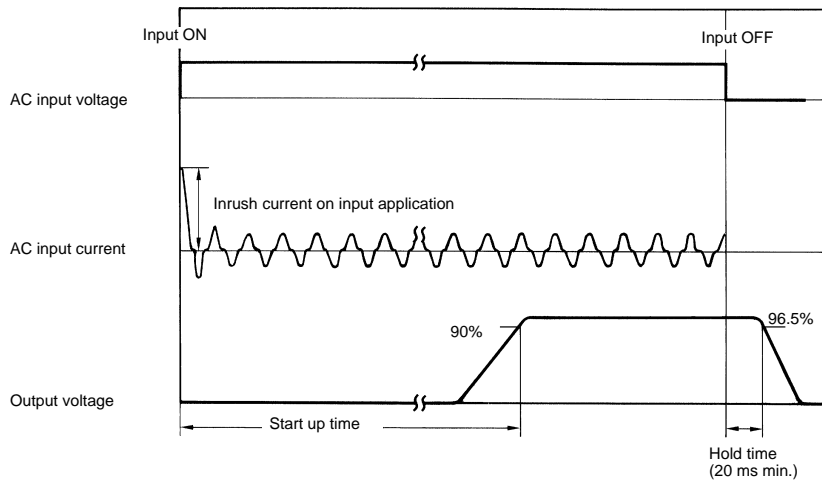 Input ON
Input OFF
AC input voltage
Inrush current on input application
AC input current
90%
96.5%
Output voltage
Start up time
Hold time
(20 ms min.)